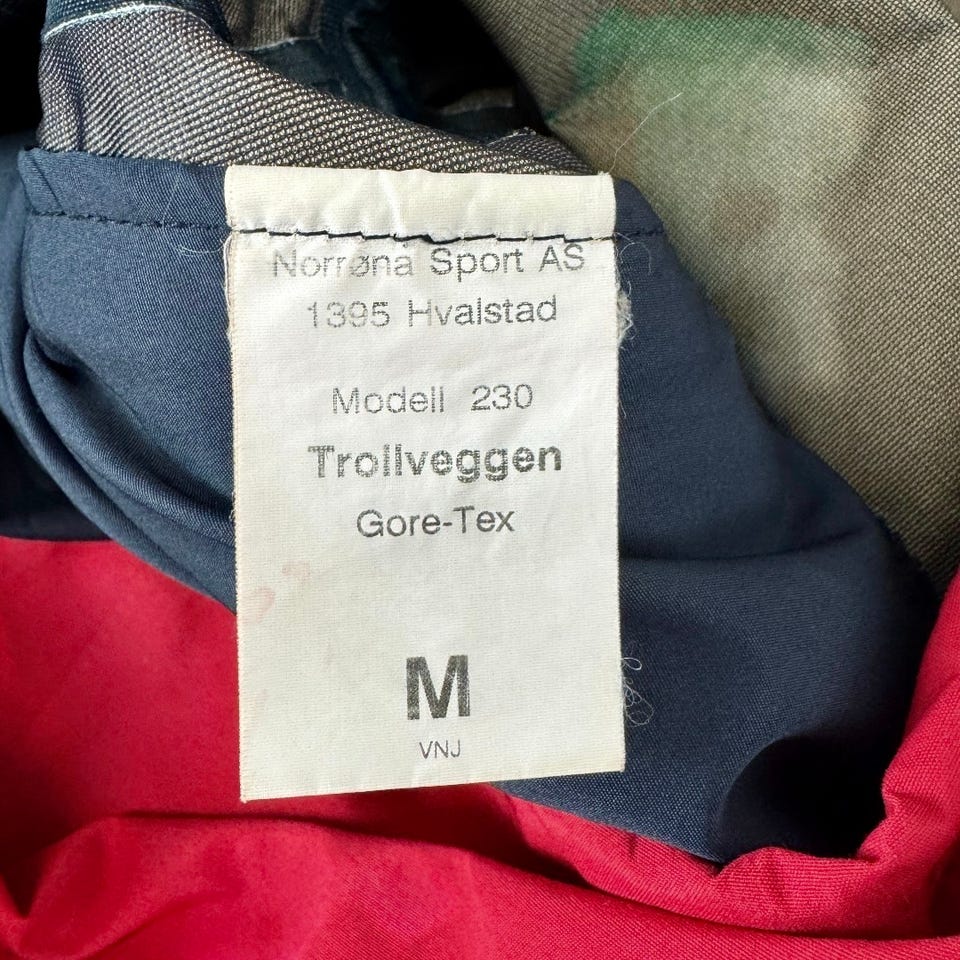 Norrøna Sport AS
1395 Hvalstad
Modell 230
Trollveggen
Gore-Tex
M
VNJ